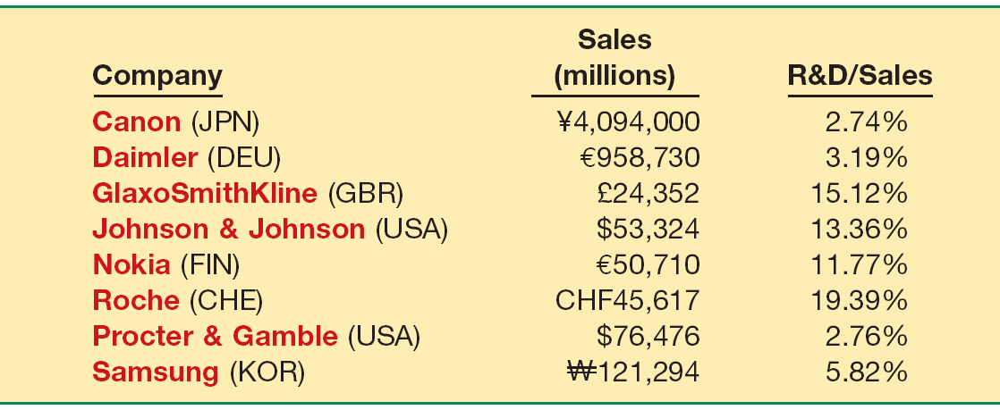 Sales
Company (millions) R&D/Sales
Canon (JPN) ¥4,094,000 2.74%
Daimler (DEU) €958,730 3.19%
GlaxoSmithKline (GBR) £24,352 15.12%
Johnson & Johnson (USA) $53,324 13.36%
Nokia (FIN) €50,710 11.77%
Roche (CHE) CHF45,617 19.39%
Procter & Gamble (USA) $76,476 2.76%
Samsung (KOR) ₩121,294 5.82%